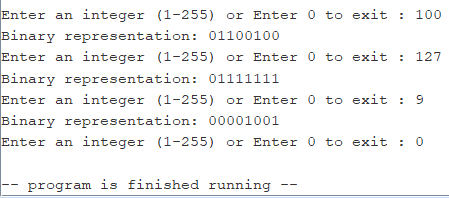 Enter an integer (1-255) or Enter 0 to exit : 100
Binary representation: 01100100
Enter an integer (1-255) or Enter 0 to exit : 127
Binary representation: 01111111
Enter an integer (1-255) or Enter 0 to exit : 9
Binary representation: 00001001
Enter an integer (1-255) or Enter 0 to exit : 0
-- program is finished running --